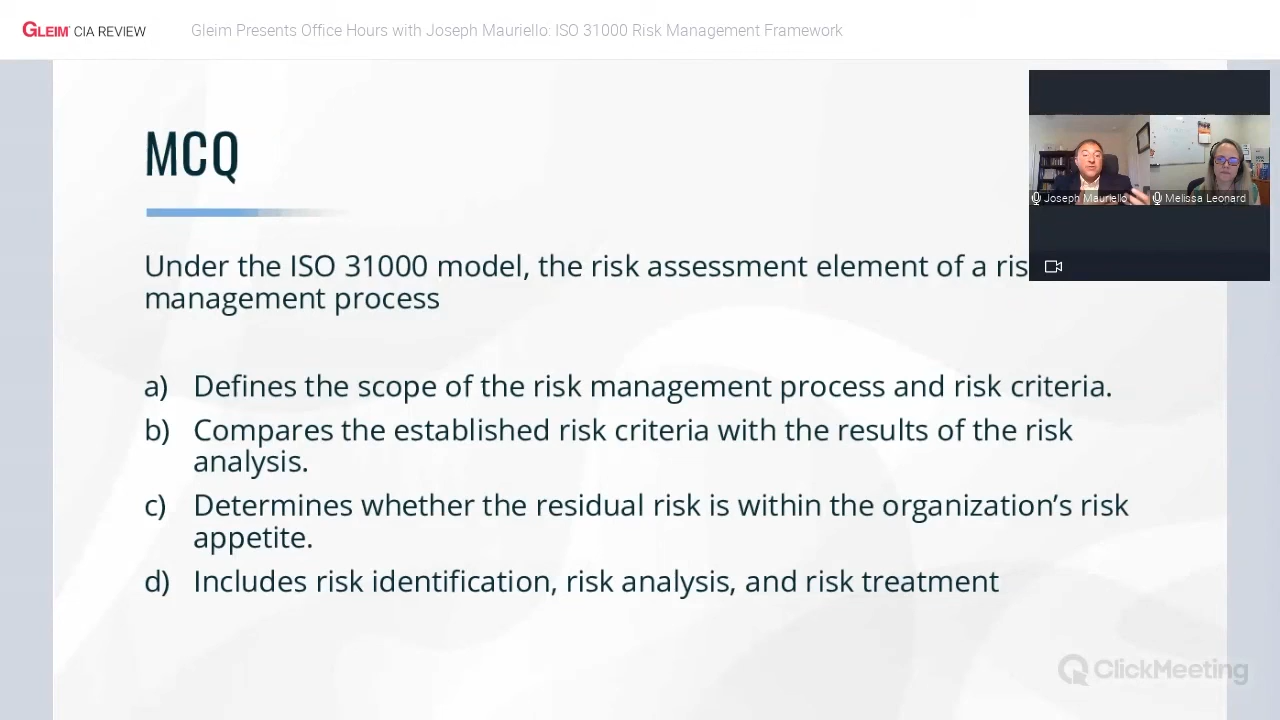 GLEIM CIA REVIEW
Gleim Presents Office Hours with Joseph Mauriello: ISO 31000 Risk Management Framework
MCQ
Joseph Mauriello
Melissa Leonard
Under the ISO 31000 model, the risk assessment element of a ris
management process
a) Defines the scope of the risk management process and risk criteria.
b) Compares the established risk criteria with the results of the risk
analysis.
c) Determines whether the residual risk is within the organization’s risk
appetite.
d) Includes risk identification, risk analysis, and risk treatment
ClickMeeting